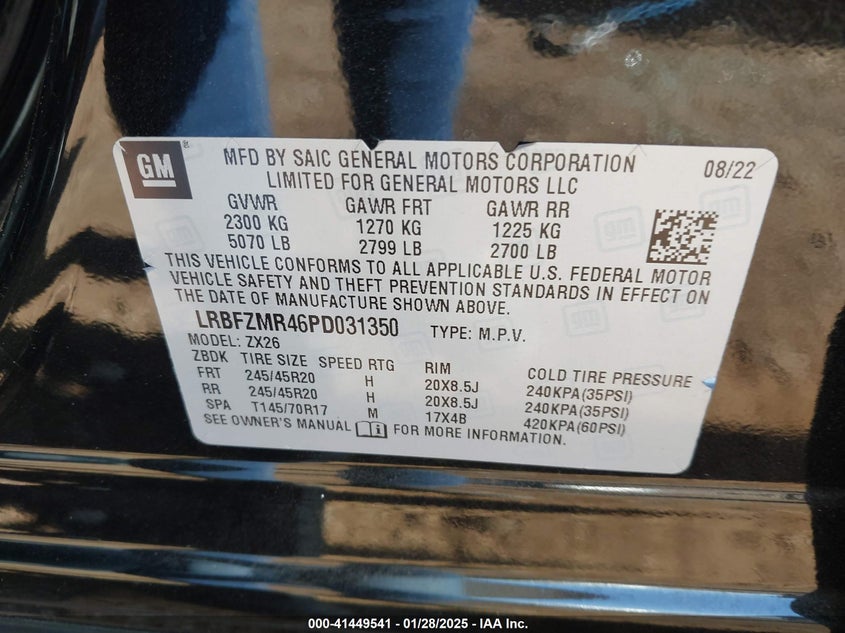 GM
MFD BY SAIC GENERAL MOTORS CORPORATION 08/22
LIMITED FOR GENERAL MOTORS LLC
GVWR GAWR FRT GAWR RR
2300 KG 1270 KG 1225 KG
5070 LB 2799 LB 2700 LB
THIS VEHICLE CONFORMS TO ALL APPLICABLE U.S. FEDERAL MOTOR
VEHICLE SAFETY AND THEFT PREVENTION STANDARDS IN EFFECT ON
THE DATE OF MANUFACTURE SHOWN ABOVE.
LRBFZMR46PD031350 TYPE: M.P.V.
MODEL: ZX26
ZBDK TIRE SIZE SPEED RTG RIM COLD TIRE PRESSURE
FRT 245/45R20 H 20X8.5J 240KPA(35PSI)
RR 245/45R20 H 20X8.5J 240KPA(35PSI)
SPA T145/70R17 M 17X4B 420KPA(60PSI)
SEE OWNER'S MANUAL FOR MORE INFORMATION.
000-41449541 - 01/28/2025 - IAA Inc.